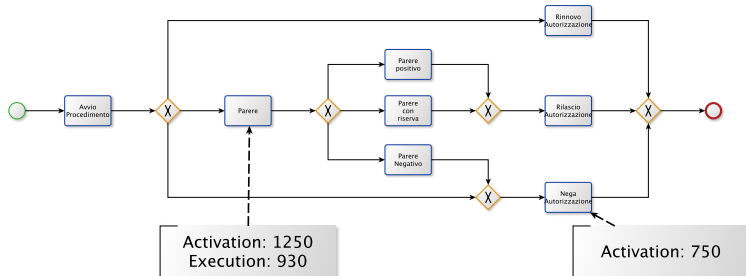 Rinnovo
Autorizzazione
Parere
positivo
Avvio
Procedimento
X
Parere
X
Parere
con
riserva
X
Rilascio
Autorizzazione
X
Parere
Negativo
X
Nega
Autorizzazione
Activation: 1250
Execution: 930
Activation: 750